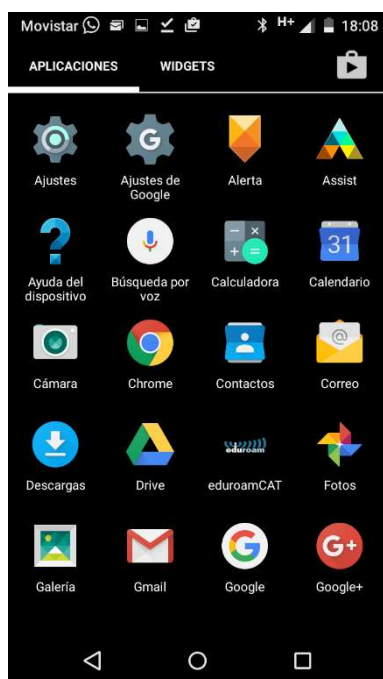 Movistar H+ 18:08
APLICACIONES WIDGETS
Ajustes Ajustes de Google Alerta Assist
Ayuda del dispositivo Búsqueda por voz Calculadora 31 Calendario
Cámara Chrome Contactos @ Correo
eduroam
Descargas Drive eduroamCAT Fotos
G G G+
Galería Gmail Google Google+